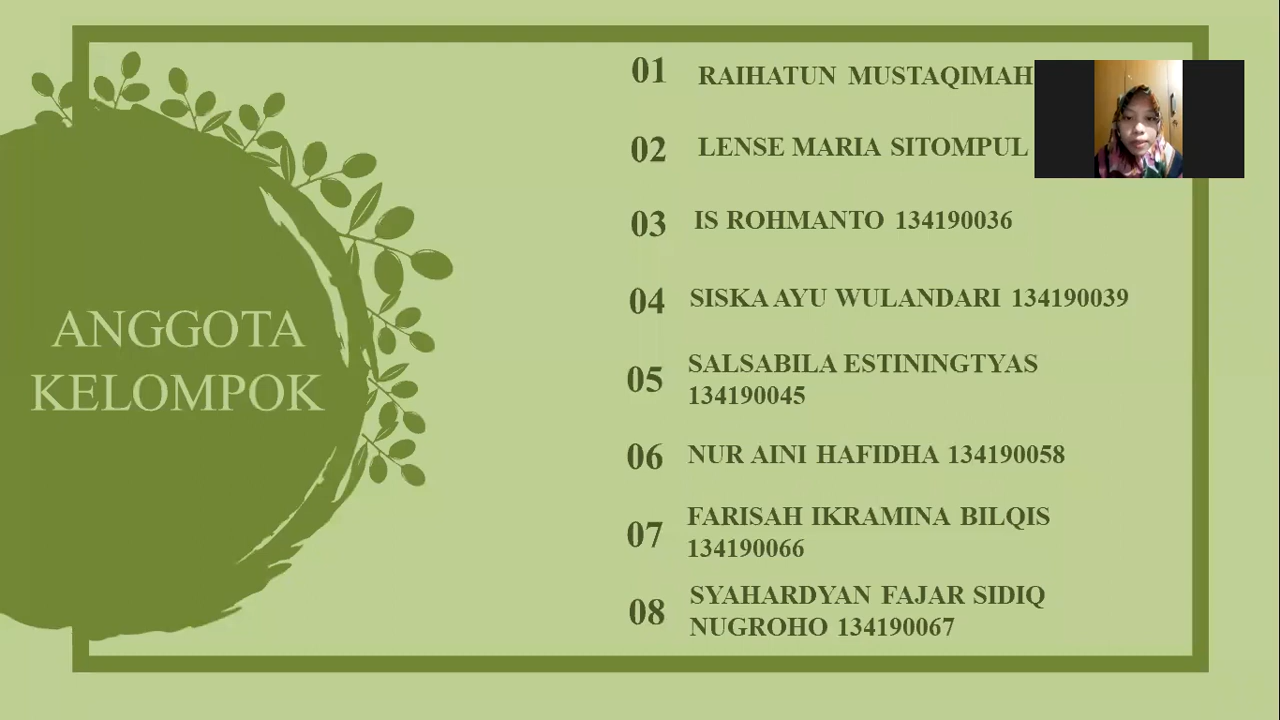 ANGGOTA
KELOMPOK
01 RAIHATUN MUSTAQIMAH
02 LENSE MARIA SITOMPUL
03 IS ROHMANTO 134190036
04 SISKA AYU WULANDARI 134190039
05 SALSABILA ESTININGTYAS
134190045
06 NUR AINI HAFIDHA 134190058
07 FARISAH IKRAMINA BILQIS
134190066
08 SYAHARDYAN FAJAR SIDIQ
NUGROHO 134190067